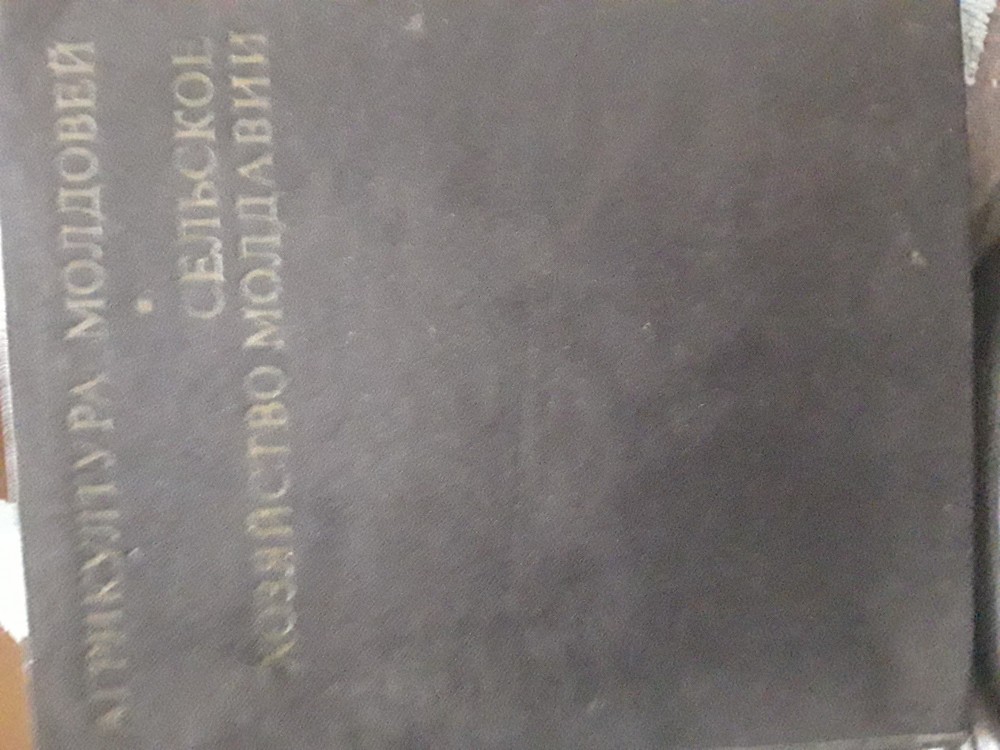 АГРИКУЛТУРА МОЛДОВЕЙ
СЕЛЬСКОЕ
ХОЗЯЙСТВО МОЛДАВИИ